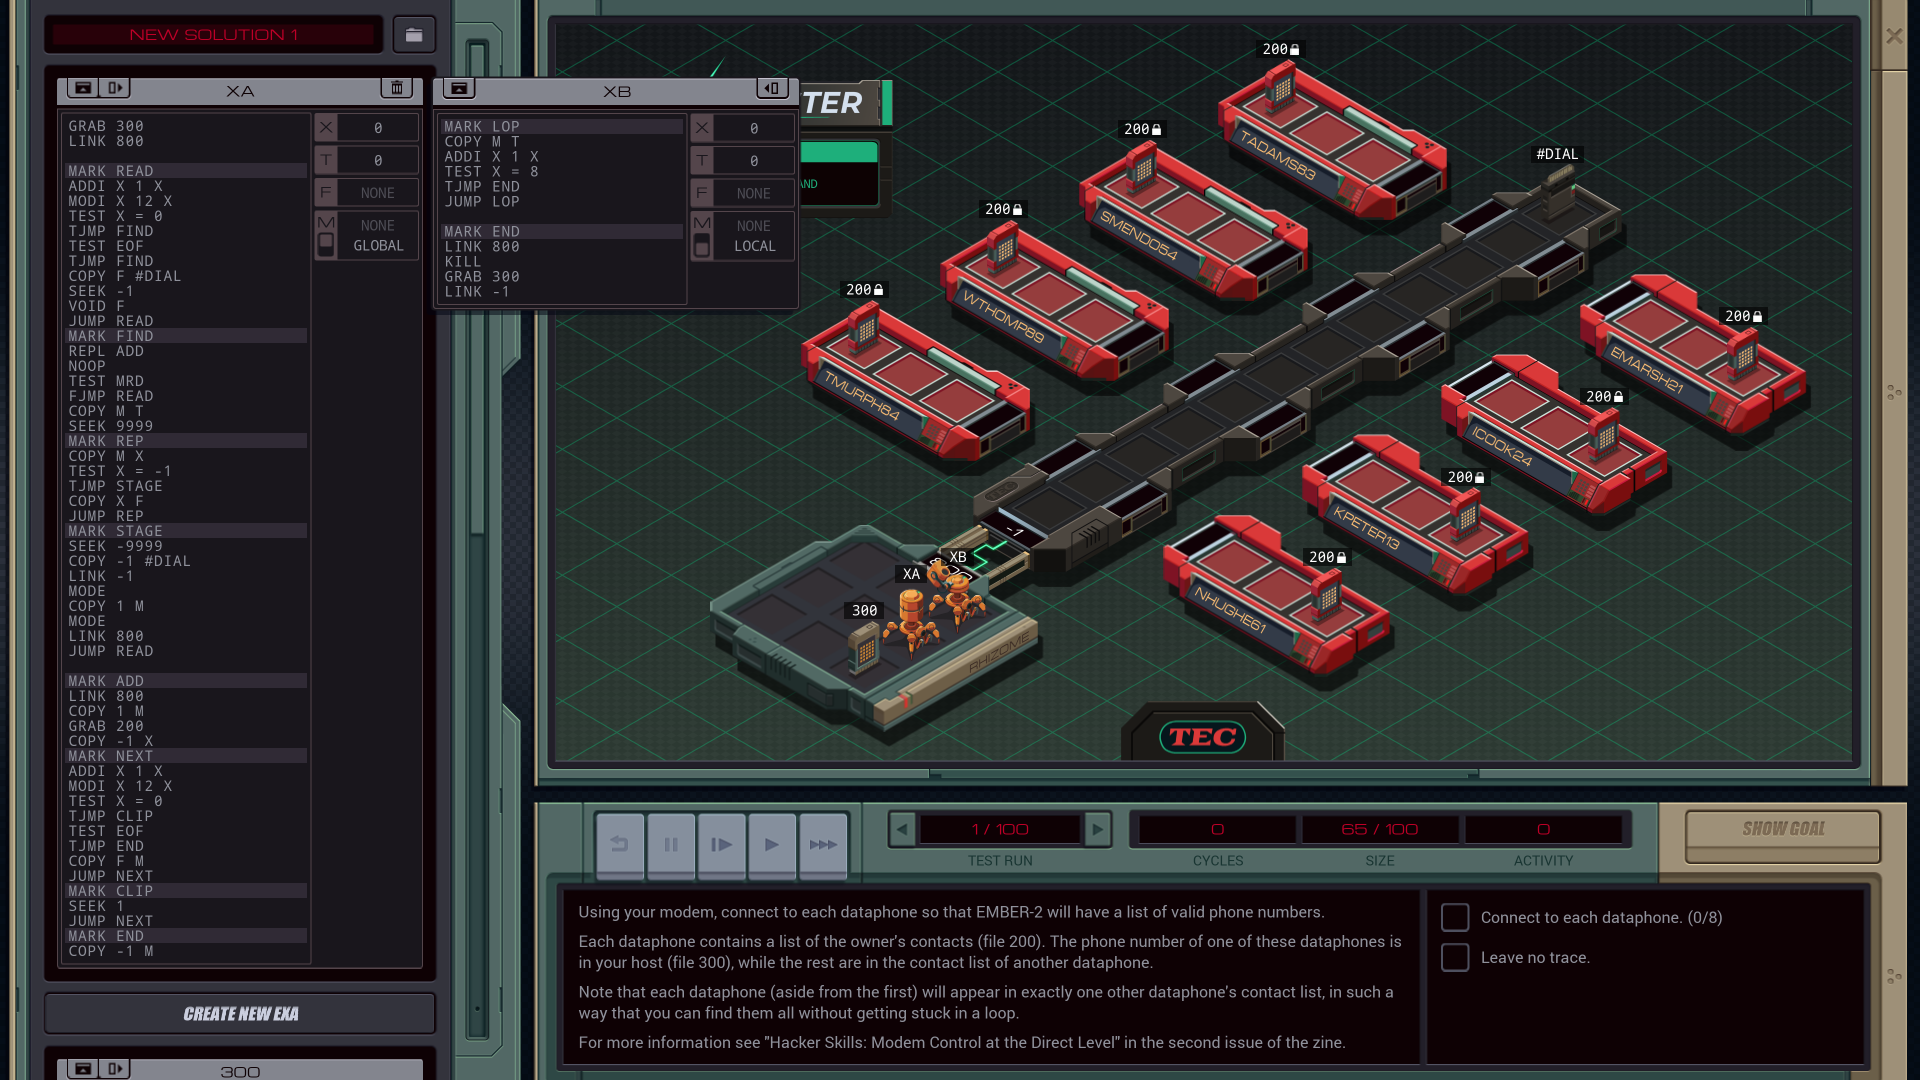 NEW SOLUTION 1
XA
GRAB 300
LINK 800
MARK READ
ADDI X 1 X
MODI X 12 X
TEST X = 0
TJMP FIND
TEST EOF
TJMP FIND
COPY F #DIAL
SEEK -1
VOID F
JUMP READ
MARK FIND
REPL ADD
NOOP
TEST MRD
FJMP READ
COPY M T
SEEK 9999
MARK REP
COPY M X
TEST X = -1
TJMP STAGE
COPY X F
JUMP REP
MARK STAGE
SEEK -9999
COPY -1 #DIAL
LINK -1
MODE
COPY 1 M
MODE
LINK 800
JUMP READ
MARK ADD
LINK 800
COPY 1 M
GRAB 200
COPY -1 X
MARK NEXT
ADDI X 1 X
MODI X 12 X
TEST X = 0
TJMP CLIP
TEST EOF
TJMP END
COPY F M
JUMP NEXT
MARK CLIP
SEEK 1
JUMP NEXT
MARK END
COPY -1 M
X 0
T 0
F NONE
M NONE
GLOBAL
XB
MARK LOP
COPY M T
ADDI X 1 X
TEST X = 8
TJMP END
JUMP LOP
MARK END
LINK 800
KILL
GRAB 300
LINK -1
X 0
T 0
F NONE
M NONE
LOCAL
CREATE NEW EXA
300
TER
AND
200
TADAMS83
200
SMENDO54
200
WTHOMP89
200
TMURPH84
#DIAL
200
EMARSH21
200
ICOOK24
200
KPETER13
200
NHUGHE61
-1
XB
XA
300
RHIZOME
TEC
1 / 100
TEST RUN
0
CYCLES
65 / 100
SIZE
0
ACTIVITY
SHOW GOAL
Using your modem, connect to each dataphone so that EMBER-2 will have a list of valid phone numbers.
Each dataphone contains a list of the owner's contacts (file 200). The phone number of one of these dataphones is
in your host (file 300), while the rest are in the contact list of another dataphone.
Note that each dataphone (aside from the first) will appear in exactly one other dataphone's contact list, in such a
way that you can find them all without getting stuck in a loop.
For more information see "Hacker Skills: Modem Control at the Direct Level" in the second issue of the zine.
Connect to each dataphone. (0/8)
Leave no trace.